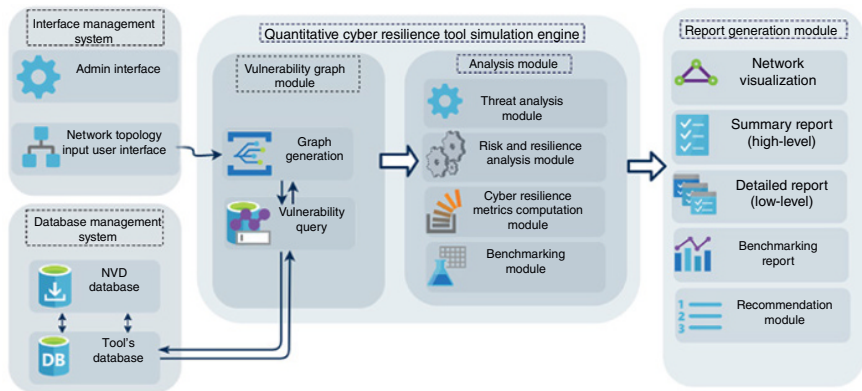 Interface management
system
Admin interface
Network topology
input user interface
Database management
system
NVD
database
Tool's
database
DB
Quantitative cyber resilience tool simulation engine
Vulnerability graph
module
Graph
generation
Vulnerability
query
Analysis module
Threat analysis
module
Risk and resilience
analysis module
Cyber resilience
metrics computation
module
Benchmarking
module
Report generation module
Network
visualization
Summary report
(high-level)
Detailed report
(low-level)
Benchmarking
report
1
2
3
Recommendation
module